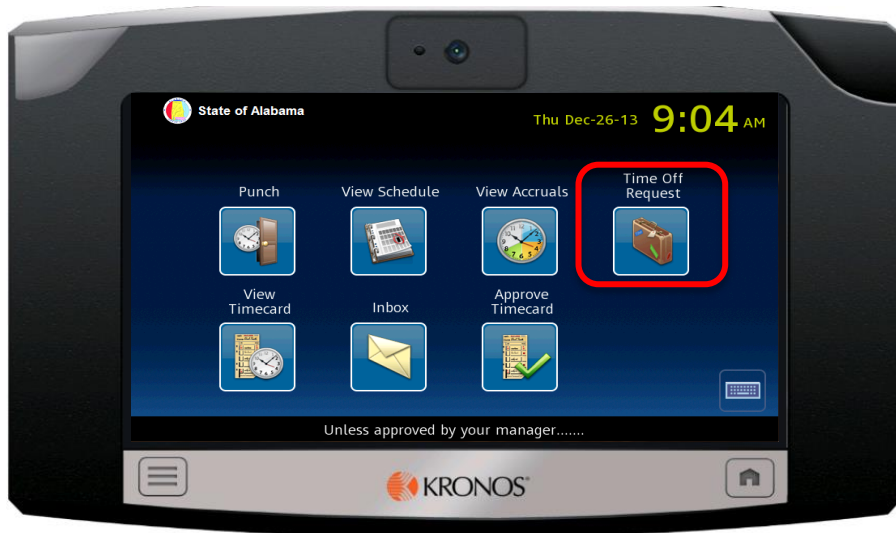 State of Alabama
Thu Dec-26-13 9:04 AM
Punch
View Schedule
View Accruals
Time Off
Request
View
Timecard
Inbox
Approve
Timecard
Unless approved by your manager.......
KRONOS